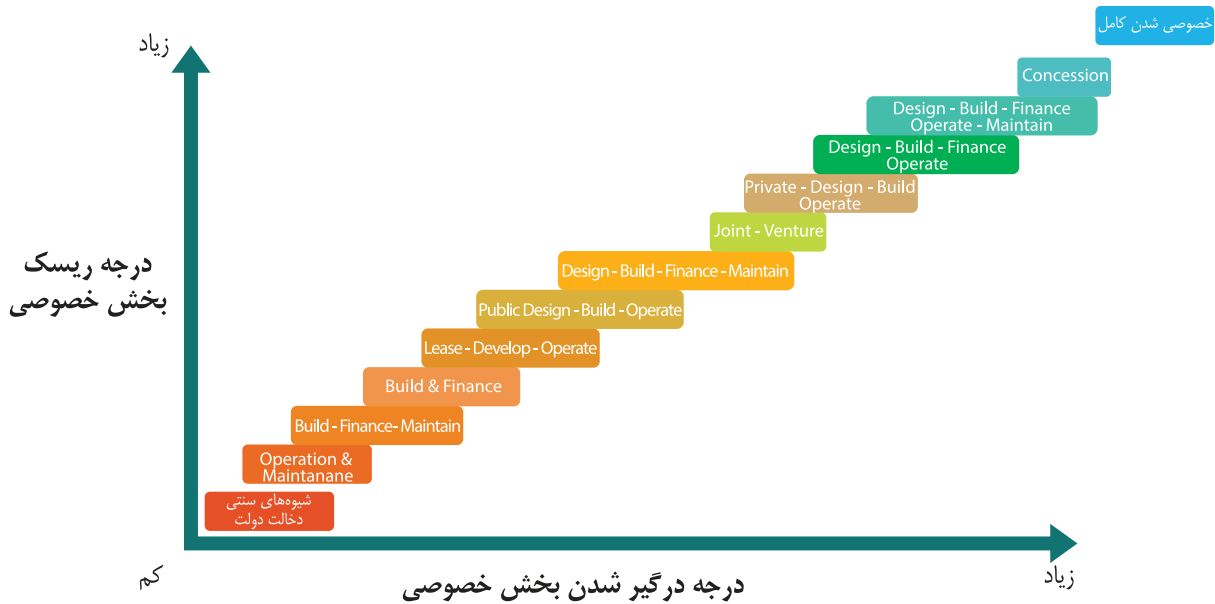 خصوصی شدن کامل
زیاد
Concession
Design - Build - Finance
Operate - Maintain
Design - Build - Finance
Operate
Private - Design - Build
Operate
Joint - Venture
درجه ریسک
بخش خصوصی
Design - Build - Finance - Maintain
Public Design - Build - Operate
Lease - Develop - Operate
Build & Finance
Build - Finance- Maintain
Operation &
Maintanane
شیوه‌های سنتی
دخالت دولت
کم
درجه درگیر شدن بخش خصوصی
زیاد